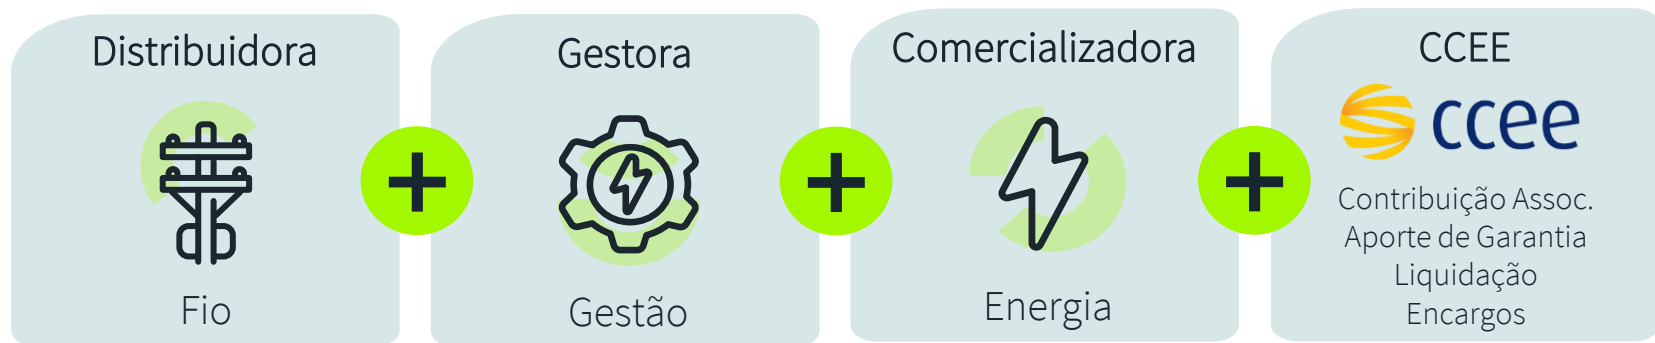 Distribuidora
Fio
+
Gestora
Gestão
+
Comercializadora
Energia
+
CCEE
ccee
Contribuição Assoc.
Aporte de Garantia
Liquidação
Encargos